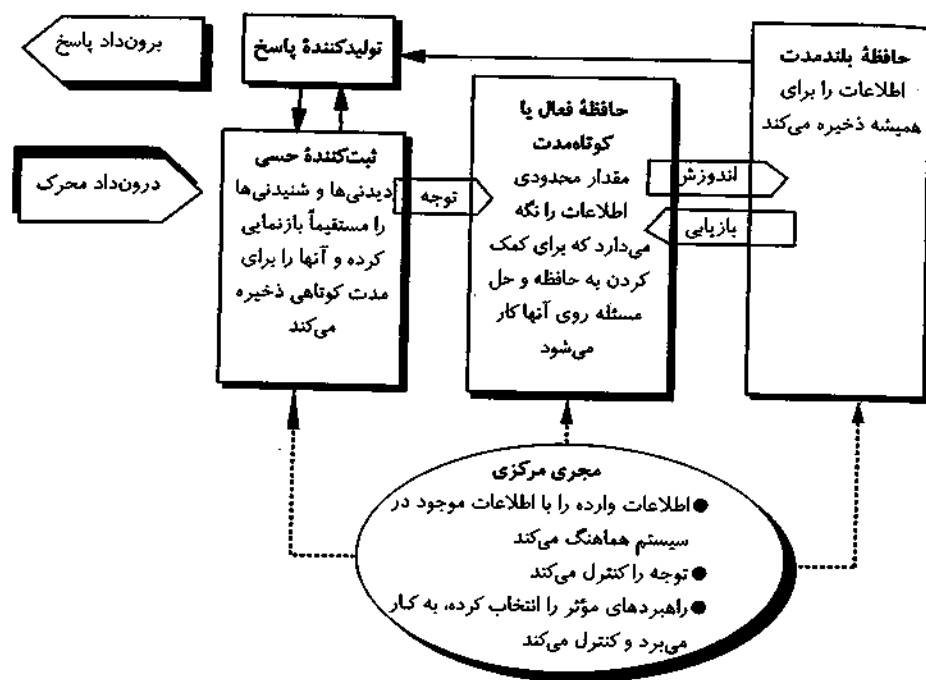 حافظهٔ بلندمدت
اطلاعات را برای
همیشه ذخیره می‌کند
تولیدکنندهٔ پاسخ
برون‌داد پاسخ
درون‌داد محرک
ثبت‌کنندهٔ حسی
دیدنی‌ها و شنیدنی‌ها
را مستقیماً بازنمایی
کرده و آنها را برای
مدت کوتاهی ذخیره
می‌کند
توجه
حافظهٔ فعال یا
کوتاه‌مدت
مقدار محدودی
اطلاعات را نگه
می‌دارد که برای کمک
کردن به حافظه و حل
مسئله روی آنها کار
می‌شود
اندوزش
بازیابی
مجری مرکزی
● اطلاعات وارده را با اطلاعات موجود در
سیستم هماهنگ می‌کند
● توجه را کنترل می‌کند
● راهبردهای مؤثر را انتخاب کرده، به کار
می‌برد و کنترل می‌کند